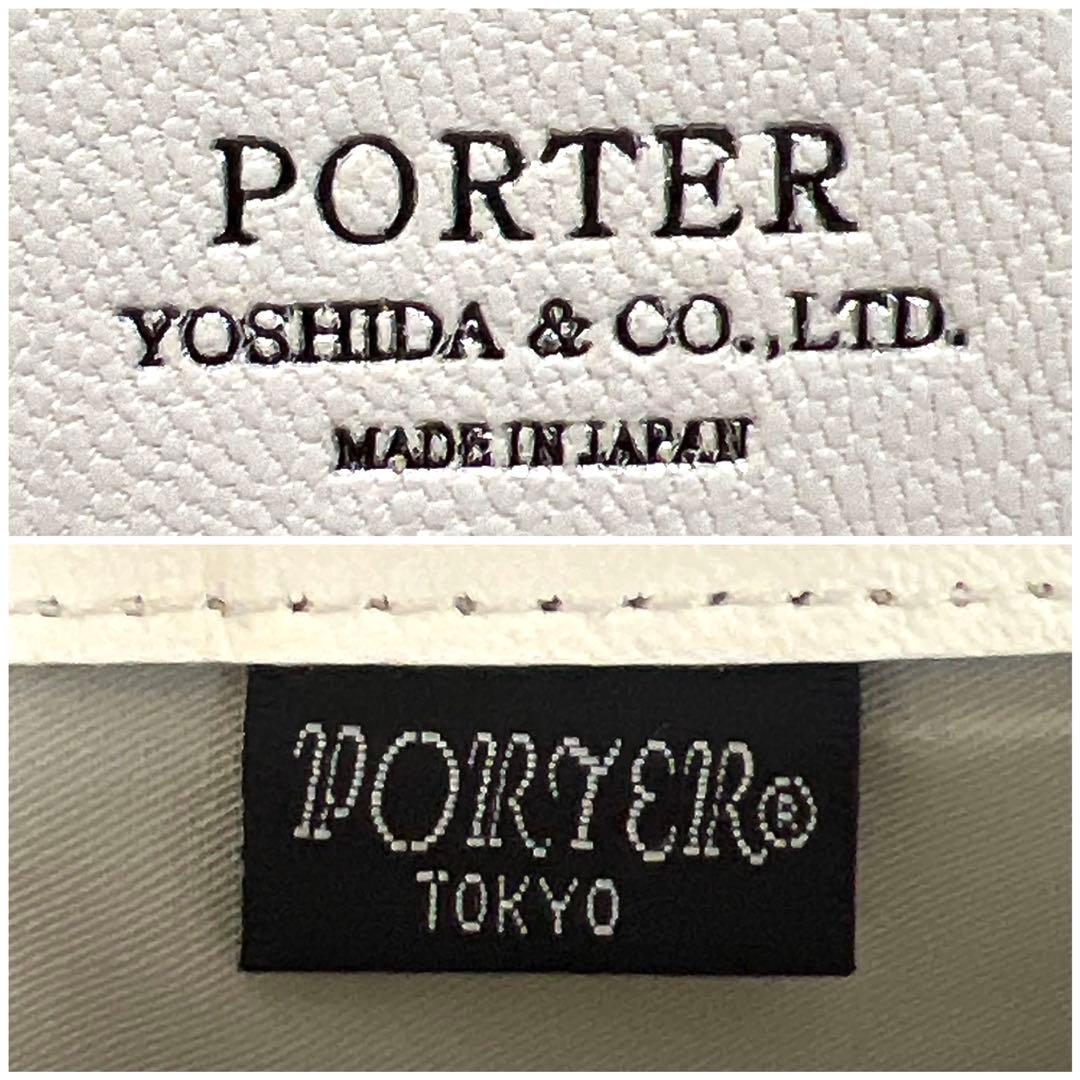 PORTER
YOSHIDA & CO.,LTD.
MADE IN JAPAN
PORTER®
TOKYO